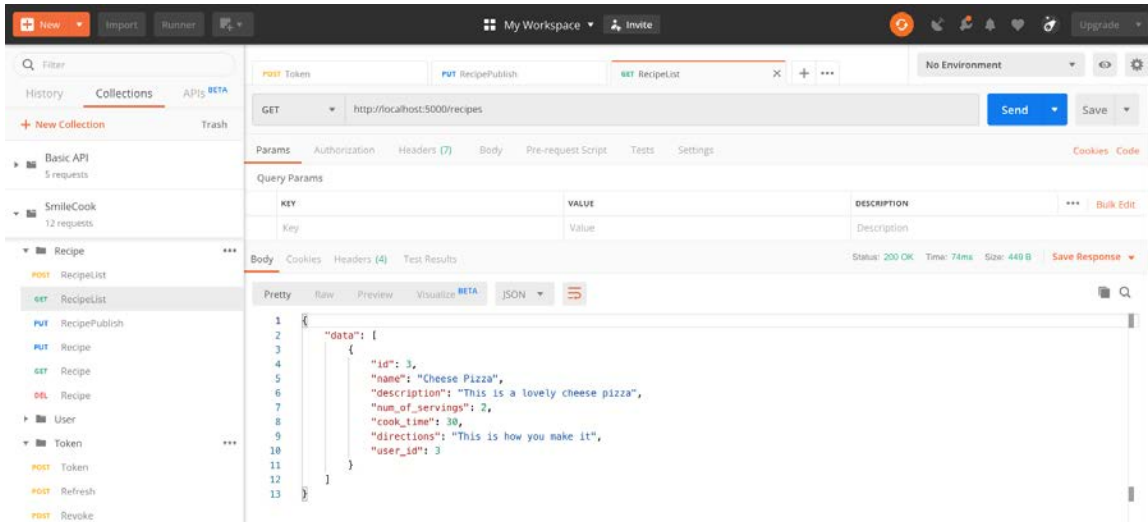 New Import Runner My Workspace Invite Upgrade
Filter
History Collections APIs BETA
+ New Collection Trash
Basic API
5 requests
SmileCook
12 requests
Recipe
POST RecipeList
GET RecipeList
PUT RecipePublish
PUT Recipe
GET Recipe
DEL Recipe
User
Token
POST Token
POST Refresh
POST Revoke
POST Token PUT RecipePublish GET RecipeList No Environment
GET http://localhost:5000/recipes Send Save
Params Authorization Headers (7) Body Pre-request Script Tests Settings Cookies Code
Query Params
KEY VALUE DESCRIPTION Bulk Edit
Key Value Description
Body Cookies Headers (4) Test Results Status: 200 OK Time: 74ms Size: 449 B Save Response
Pretty Raw Preview Visualize BETA JSON
1 {
2 "data": [
3 {
4 "id": 3,
5 "name": "Cheese Pizza",
6 "description": "This is a lovely cheese pizza",
7 "num_of_servings": 2,
8 "cook_time": 30,
9 "directions": "This is how you make it",
10 "user_id": 3
11 }
12 ]
13 }